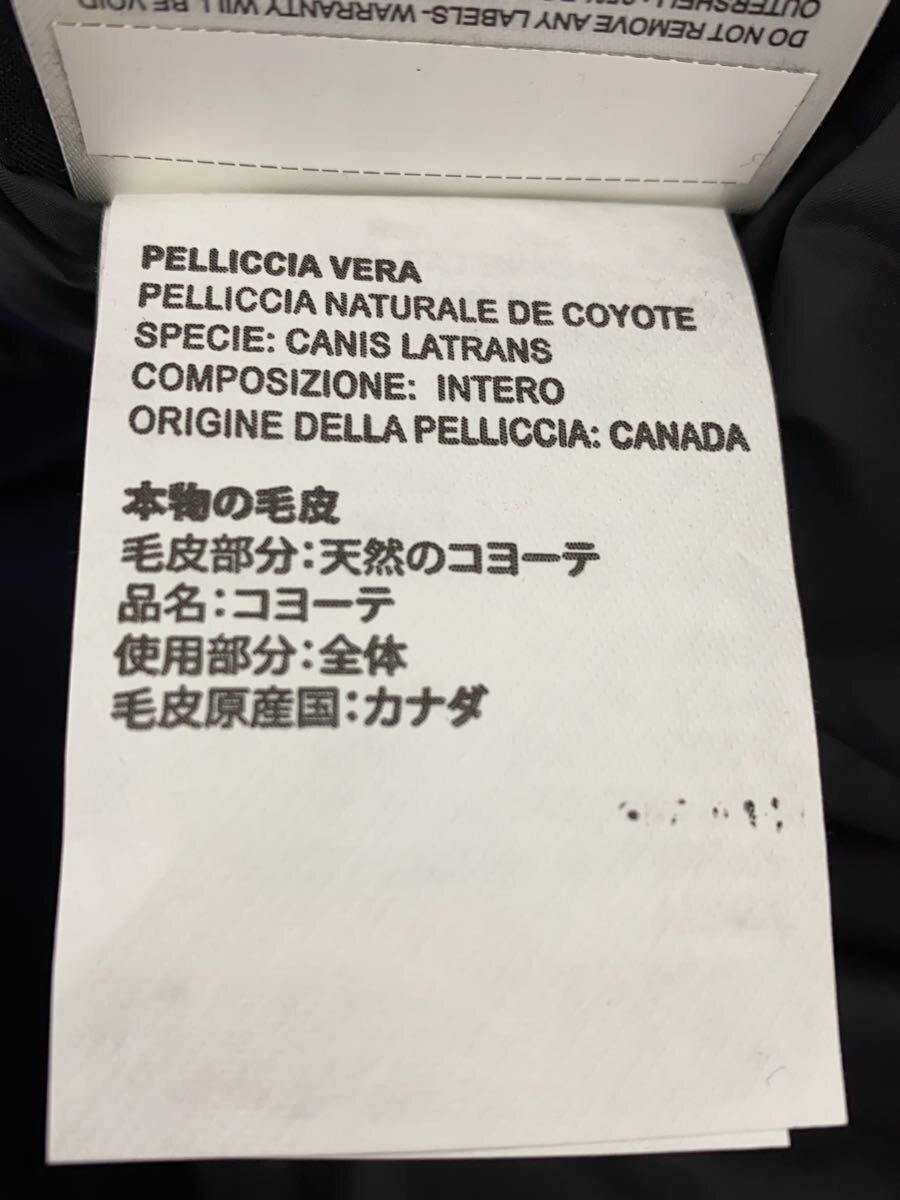 DO NOT REMOVE ANY LABELS- WARRANTY WILL BE VOID
PELLICCIA VERA
PELLICCIA NATURALE DE COYOTE
SPECIE: CANIS LATRANS
COMPOSIZIONE: INTERO
ORIGINE DELLA PELLICCIA: CANADA
本物の毛皮
毛皮部分:天然のコヨーテ
品名:コヨーテ
使用部分:全体
毛皮原産国:カナダ